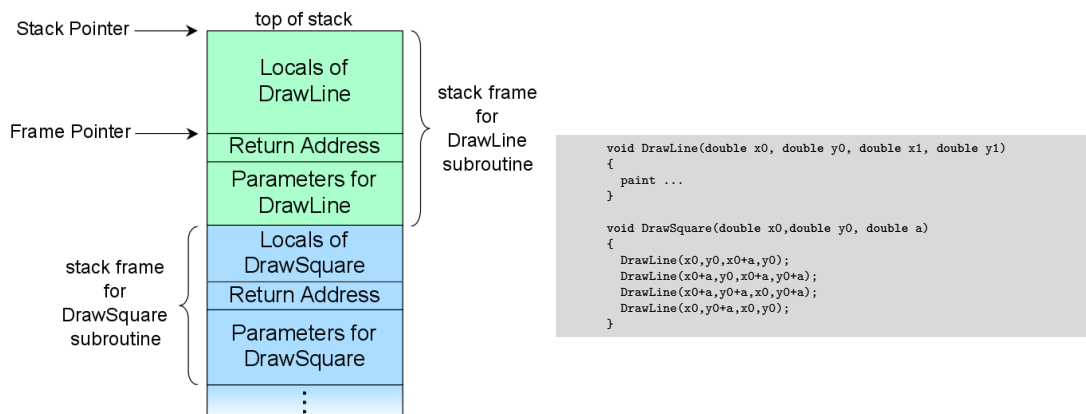 top of stack
Stack Pointer
Locals of
DrawLine
stack frame
for
DrawLine
subroutine
Frame Pointer
Return Address
Parameters for
DrawLine
Locals of
DrawSquare
stack frame
for
DrawSquare
subroutine
Return Address
Parameters for
DrawSquare
void DrawLine(double x0, double y0, double x1, double y1)
{
paint ...
}
void DrawSquare(double x0,double y0, double a)
{
DrawLine(x0,y0,x0+a,y0);
DrawLine(x0+a,y0,x0+a,y0+a);
DrawLine(x0+a,y0+a,x0,y0+a);
DrawLine(x0,y0+a,x0,y0);
}